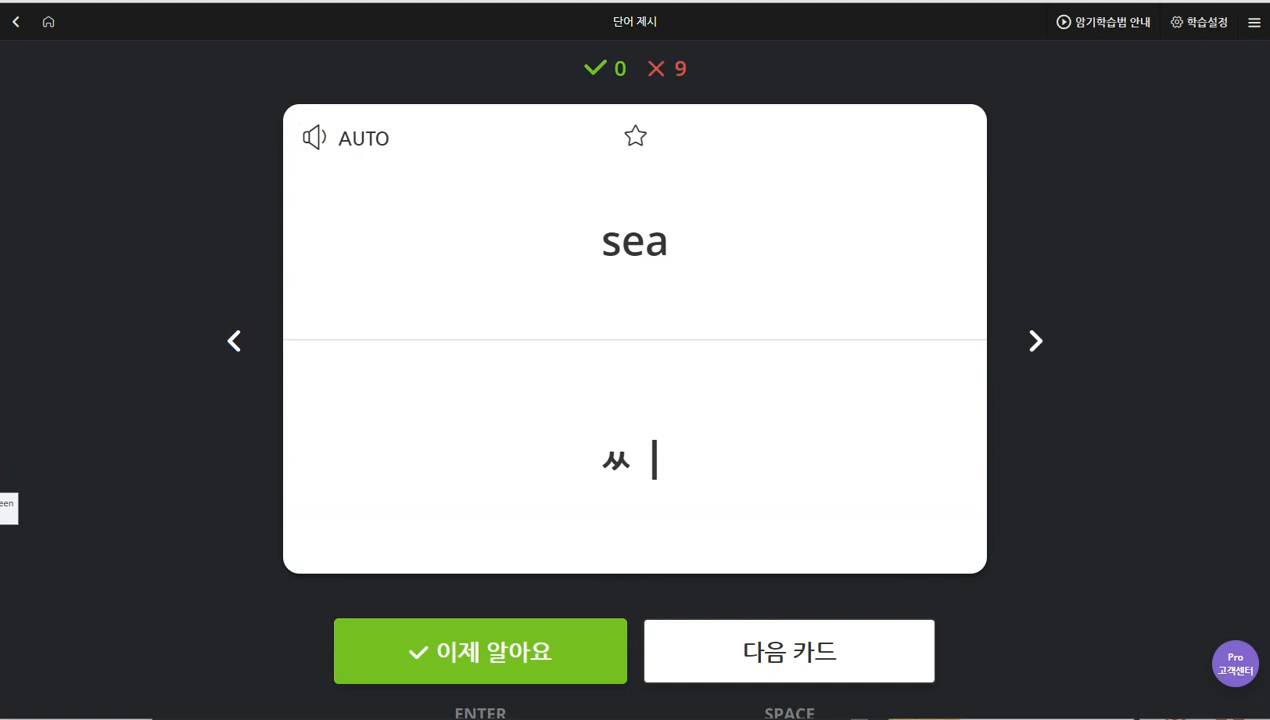 단어 제시
암기학습법 안내
학습설정
0
9
AUTO
sea
ㅆ ㅣ
이제 알아요
다음 카드
ENTER
SPACE
een
Pro
고객센터